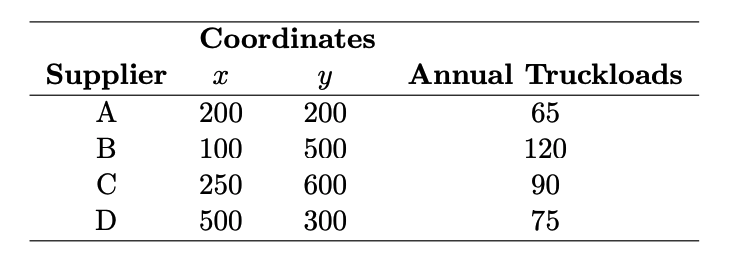 Coordinates
Supplier x y Annual Truckloads
A 200 200 65
B 100 500 120
C 250 600 90
D 500 300 75